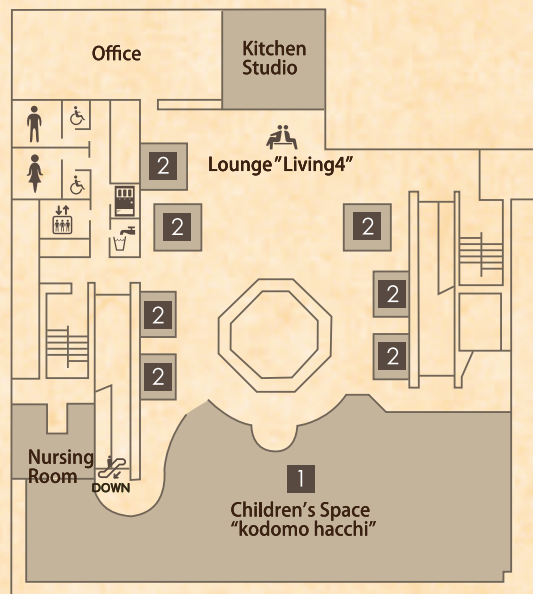 Office
Kitchen
Studio
Lounge"Living4"
2
2
2
2
2
2
2
Nursing
Room
DOWN
1
Children's Space
"kodomo hacchi"